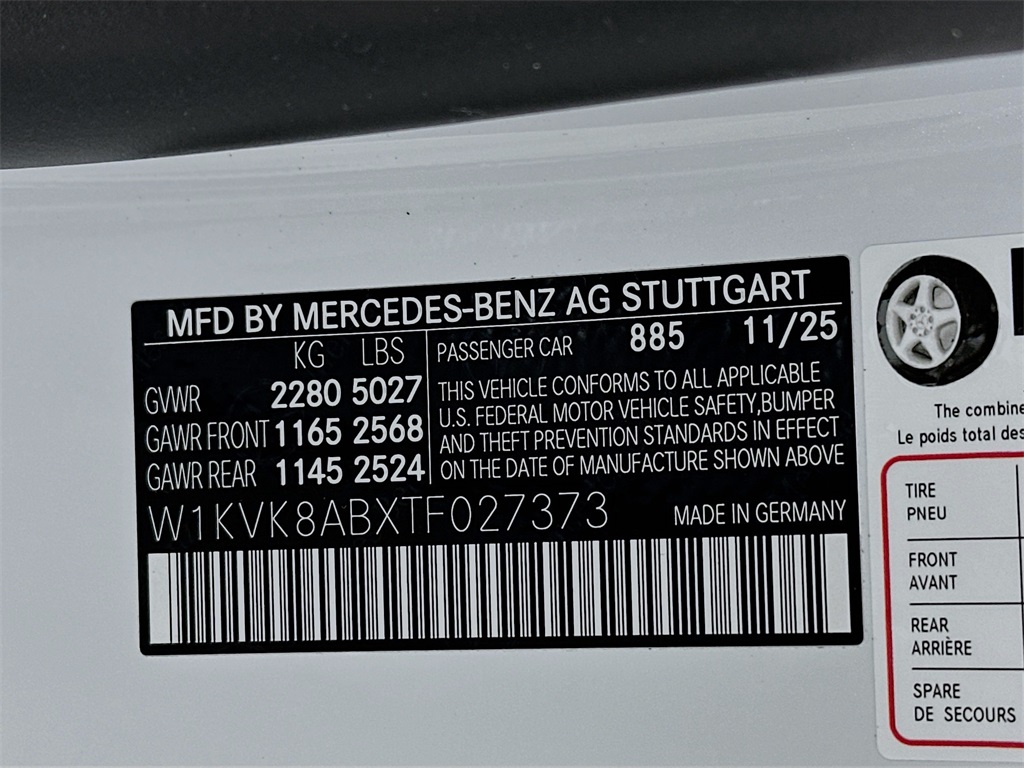 MFD BY MERCEDES-BENZ AG STUTTGART
KG LBS
GVWR 2280 5027
GAWR FRONT 1165 2568
GAWR REAR 1145 2524
PASSENGER CAR 885 11/25
THIS VEHICLE CONFORMS TO ALL APPLICABLE
U.S. FEDERAL MOTOR VEHICLE SAFETY,BUMPER
AND THEFT PREVENTION STANDARDS IN EFFECT
ON THE DATE OF MANUFACTURE SHOWN ABOVE
W1KVK8ABXTF027373 MADE IN GERMANY
The combine
Le poids total des
TIRE
PNEU
FRONT
AVANT
REAR
ARRIÈRE
SPARE
DE SECOURS